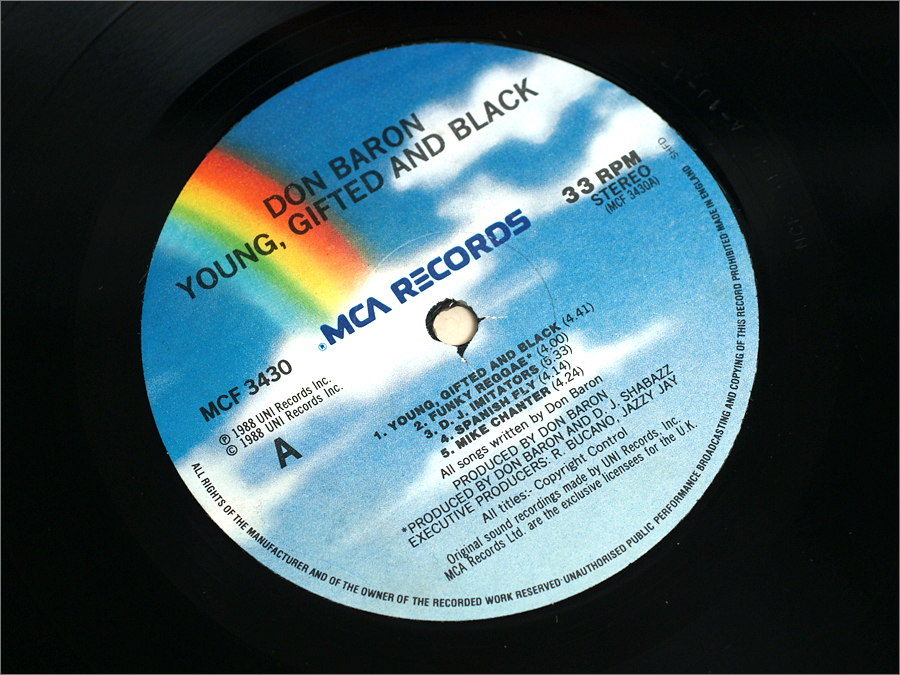 DON BARON
YOUNG, GIFTED AND BLACK
33 RPM
STEREO
(MCF 3430A)
SHFD
MCA RECORDS
®
MCF 3430
℗ 1988 UNI Records Inc.
© 1988 UNI Records Inc.
A
1. YOUNG, GIFTED AND BLACK (4.41)
2. FUNKY REGGAE* (4.00)
3. D. J. IMITATORS (5.33)
4. SPANISH FLY (4.14)
5. MIKE CHANTER (4.24)
All songs written by Don Baron
PRODUCED BY DON BARON
*PRODUCED BY DON BARON AND D. J. SHABAZZ
EXECUTIVE PRODUCERS: R. BUCANO, JAZZY JAY
All titles:- Copyright Control
Original sound recordings made by UNI Records Inc.
MCA Records Ltd. are the exclusive licensees for the U.K.
ALL RIGHTS OF THE MANUFACTURER AND OF THE OWNER OF THE RECORDED WORK RESERVED·UNAUTHORISED PUBLIC PERFORMANCE BROADCASTING AND COPYING OF THIS RECORD PROHIBITED·MADE IN ENGLAND